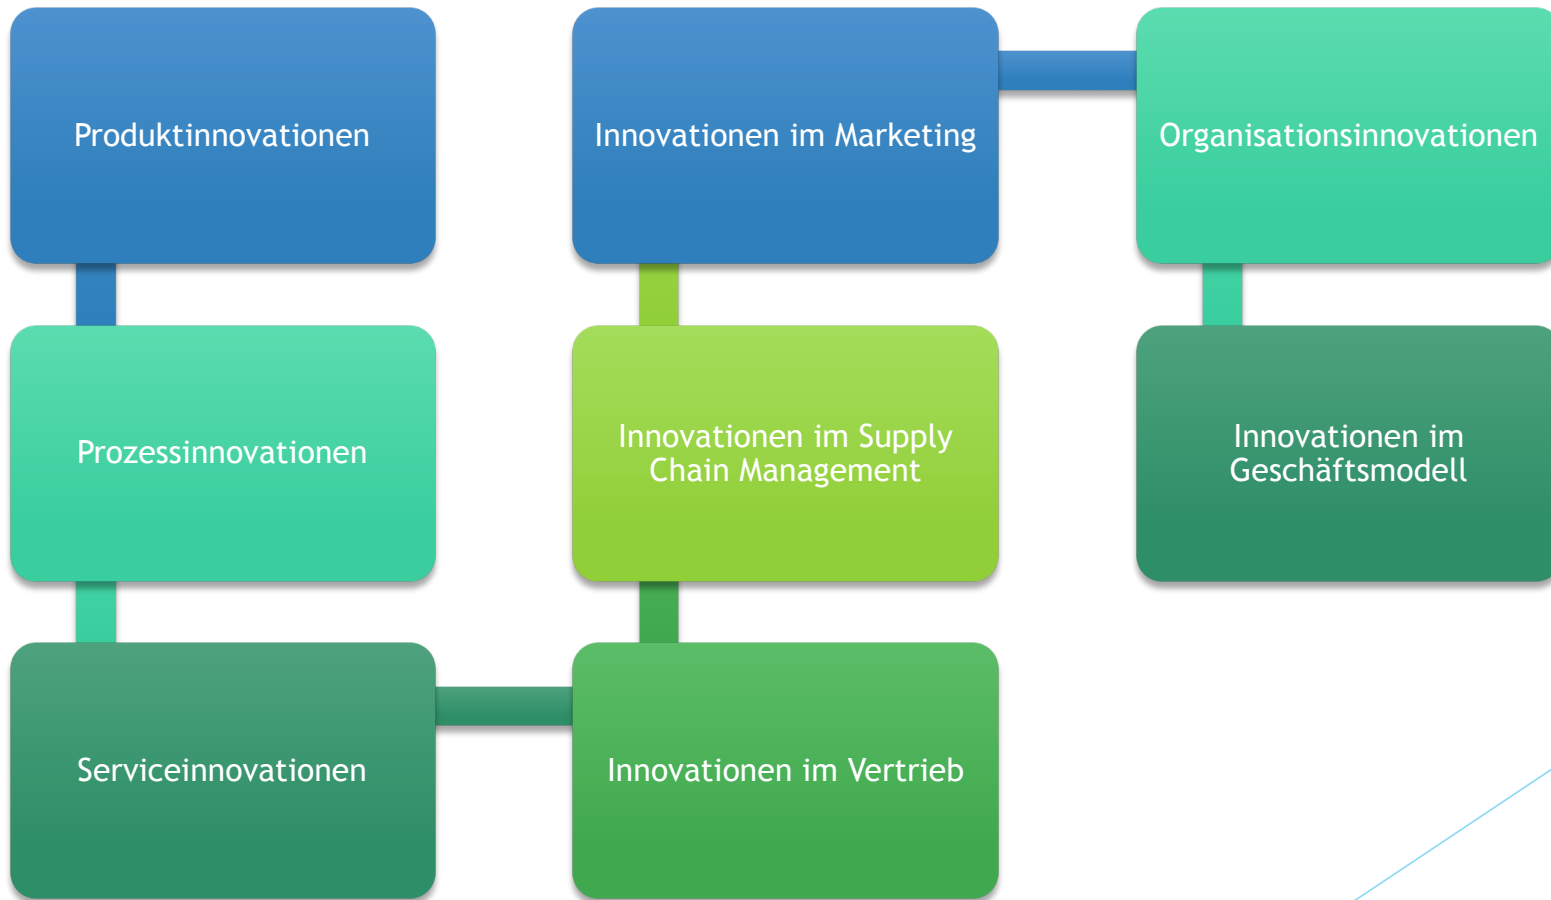 Produktinnovationen
Prozessinnovationen
Serviceinnovationen
Innovationen im Vertrieb
Innovationen im Supply
Chain Management
Innovationen im Marketing
Organisationsinnovationen
Innovationen im
Geschäftsmodell